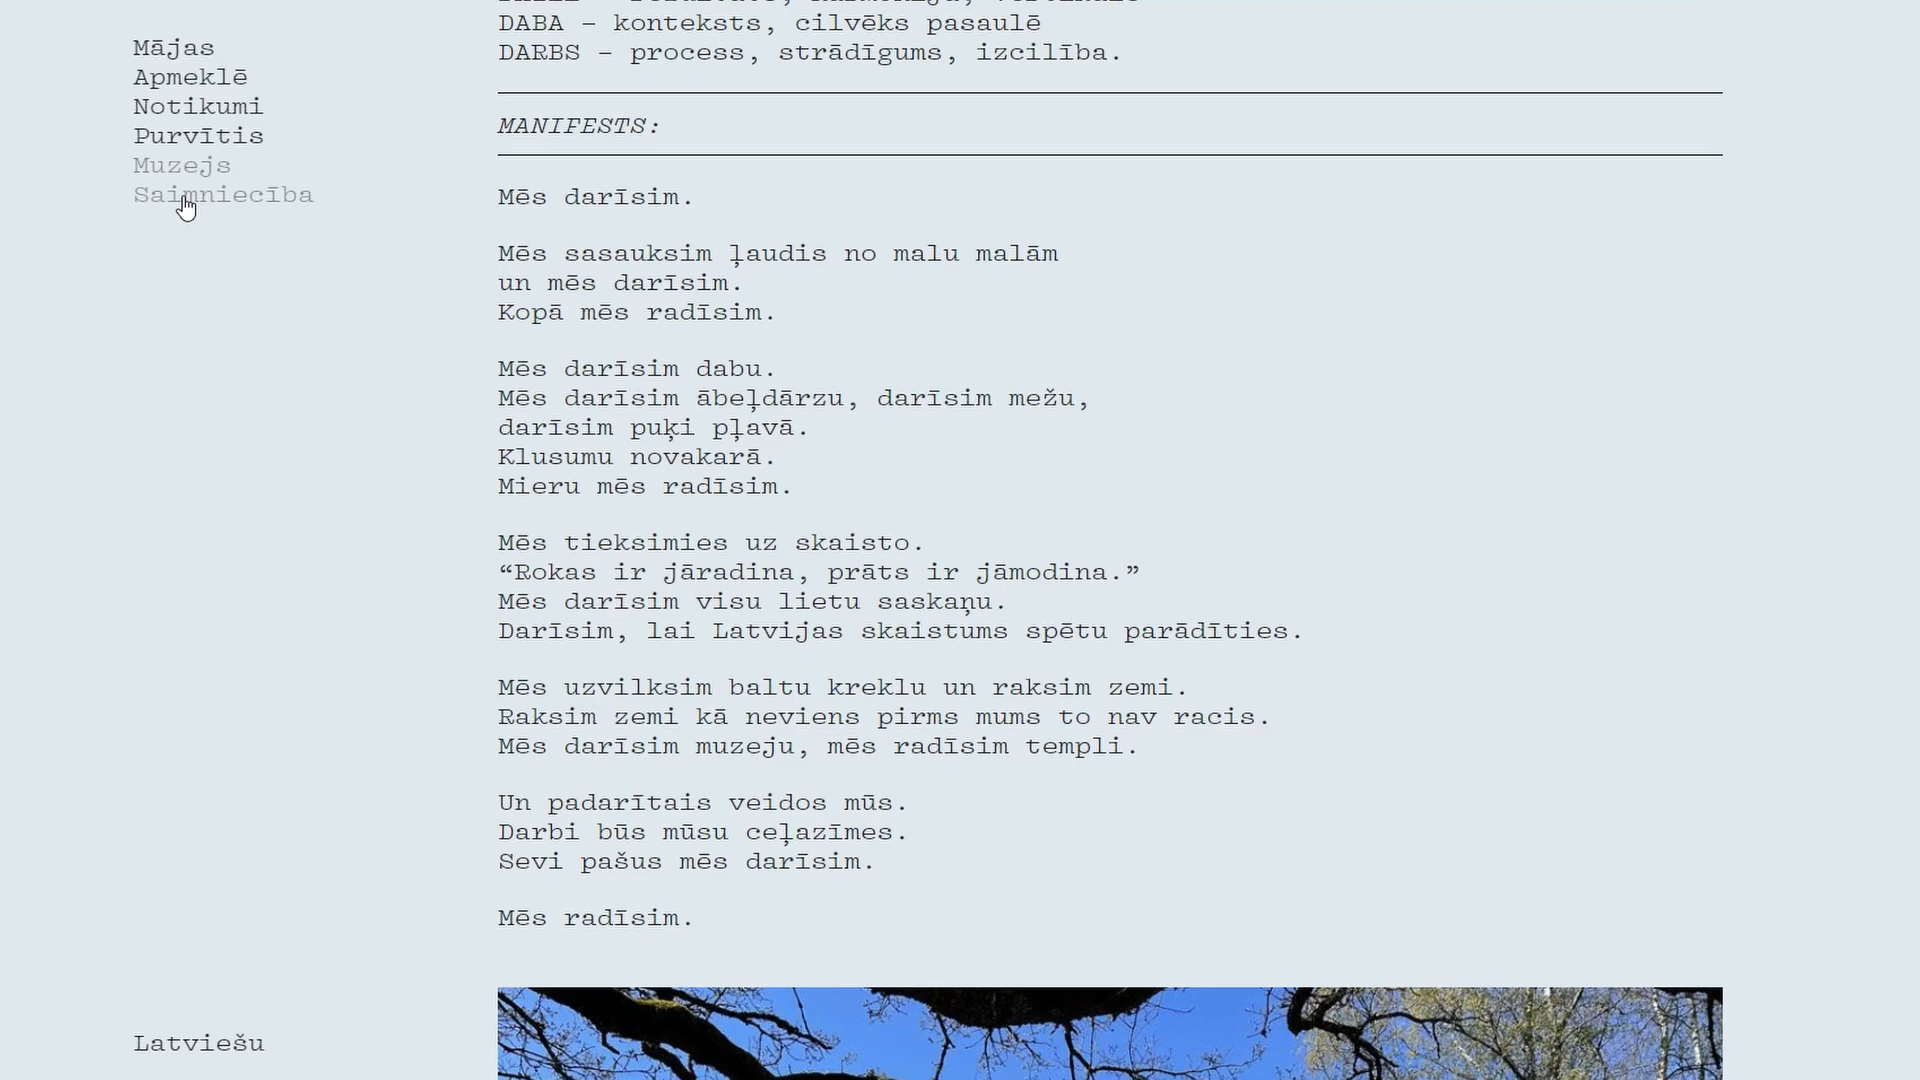 Mājas
Apmeklē
Notikumi
Purvītis
Muzejs
Saimniecība
DABA – konteksts, cilvēks pasaulē
DARBS – process, strādīgums, izcilība.
MANIFESTS:
Mēs darīsim.
Mēs sasauksim ļaudis no malu malām
un mēs darīsim.
Kopā mēs radīsim.
Mēs darīsim dabu.
Mēs darīsim ābeļdārzu, darīsim mežu,
darīsim puķi pļavā.
Klusumu novakarā.
Mieru mēs radīsim.
Mēs tieksimies uz skaisto.
“Rokas ir jāradina, prāts ir jāmodina.”
Mēs darīsim visu lietu saskaņu.
Darīsim, lai Latvijas skaistums spētu parādīties.
Mēs uzvilksim baltu kreklu un raksim zemi.
Raksim zemi kā neviens pirms mums to nav racis.
Mēs darīsim muzeju, mēs radīsim templi.
Un padarītais veidos mūs.
Darbi būs mūsu ceļazīmes.
Sevi pašus mēs darīsim.
Mēs radīsim.
Latviešu